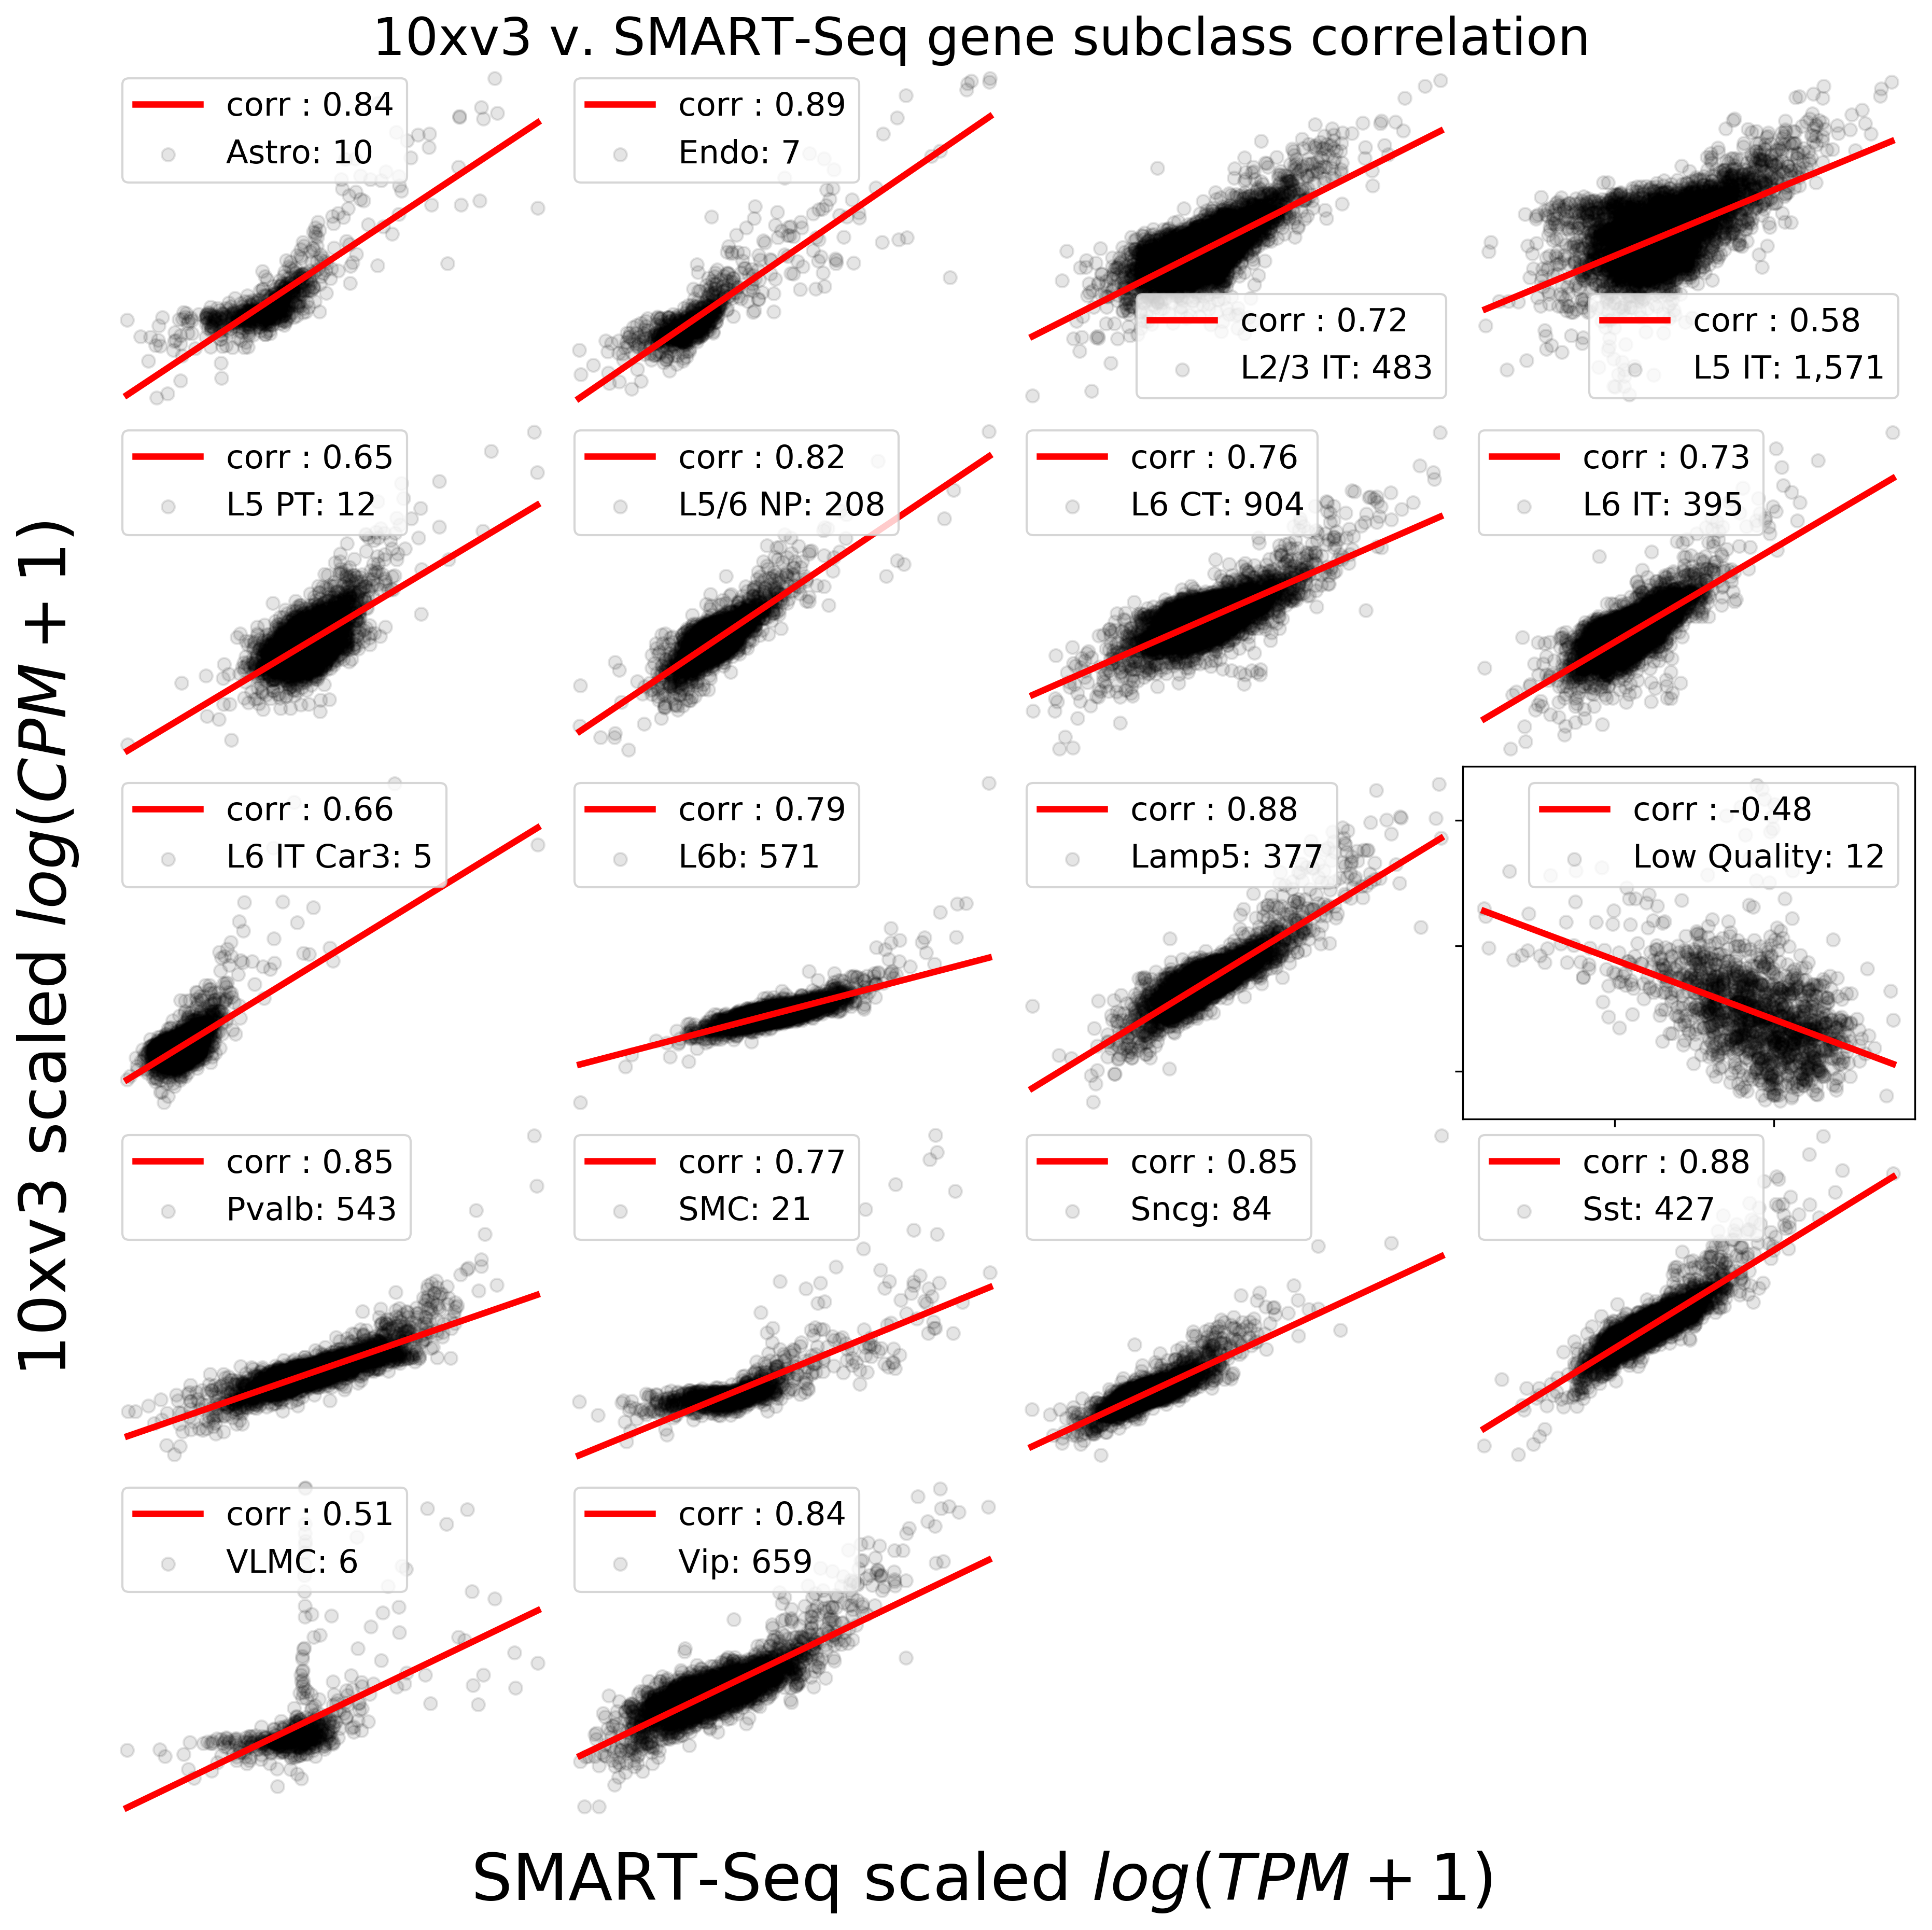 10xv3 v. SMART-Seq gene subclass correlation
corr : 0.84
Astro: 10
corr : 0.89
Endo: 7
corr : 0.72
L2/3 IT: 483
corr : 0.58
L5 IT: 1,571
corr : 0.65
L5 PT: 12
corr : 0.82
L5/6 NP: 208
corr : 0.76
L6 CT: 904
corr : 0.73
L6 IT: 395
corr : 0.66
L6 IT Car3: 5
corr : 0.79
L6b: 571
corr : 0.88
Lamp5: 377
corr : -0.48
Low Quality: 12
corr : 0.85
Pvalb: 543
corr : 0.77
SMC: 21
corr : 0.85
Sncg: 84
corr : 0.88
Sst: 427
corr : 0.51
VLMC: 6
corr : 0.84
Vip: 659
10xv3 scaled log(CPM + 1)
SMART-Seq scaled log(TPM + 1)